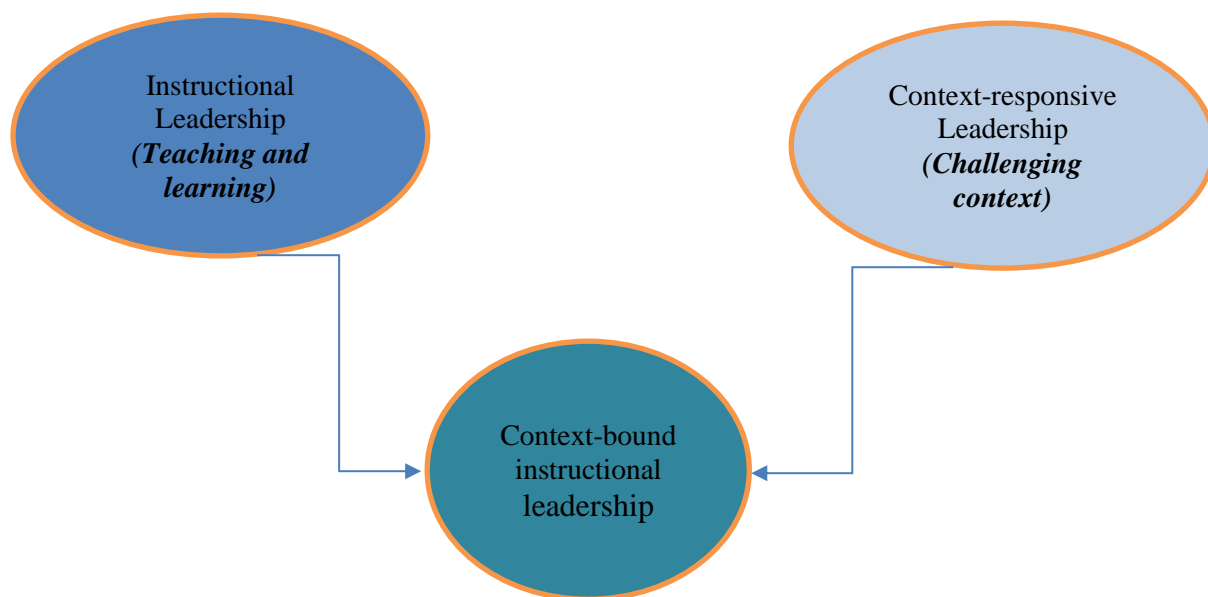 Instructional
Leadership
(Teaching and
learning)
Context-responsive
Leadership
(Challenging
context)
Context-bound
instructional
leadership